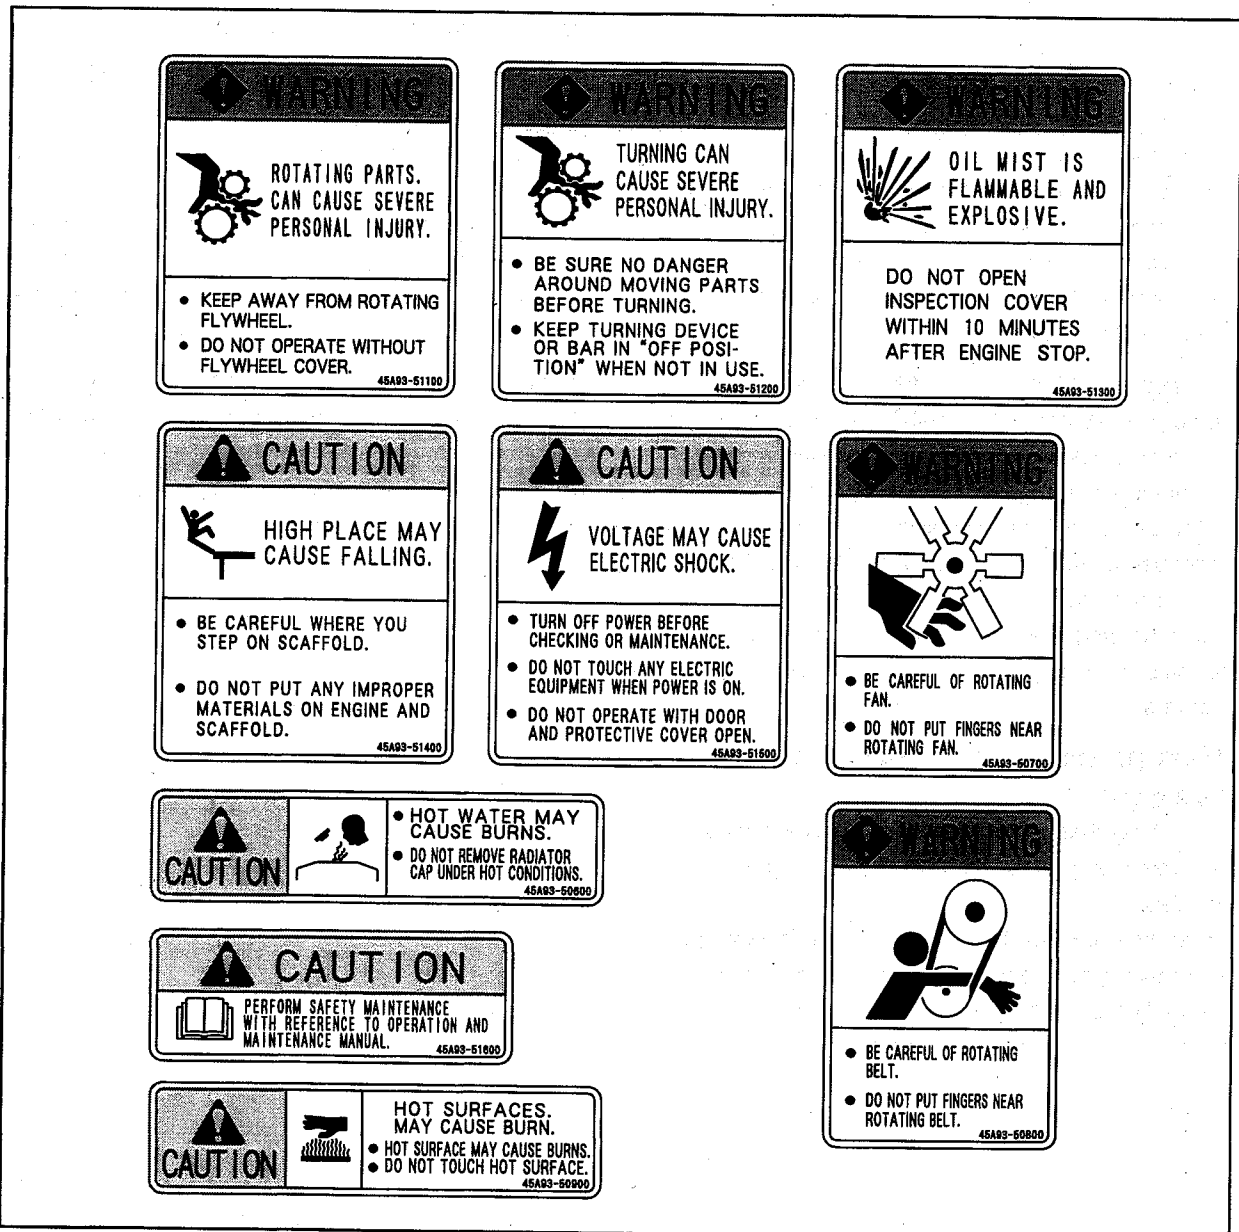 WARNING
ROTATING PARTS.
CAN CAUSE SEVERE
PERSONAL INJURY.
● KEEP AWAY FROM ROTATING
FLYWHEEL.
● DO NOT OPERATE WITHOUT
FLYWHEEL COVER.
45A93-51100
WARNING
TURNING CAN
CAUSE SEVERE
PERSONAL INJURY.
● BE SURE NO DANGER
AROUND MOVING PARTS
BEFORE TURNING.
● KEEP TURNING DEVICE
OR BAR IN "OFF POSI-
TION" WHEN NOT IN USE.
45A93-51200
WARNING
OIL MIST IS
FLAMMABLE AND
EXPLOSIVE.
DO NOT OPEN
INSPECTION COVER
WITHIN 10 MINUTES
AFTER ENGINE STOP.
45A93-51300
CAUTION
HIGH PLACE MAY
CAUSE FALLING.
● BE CAREFUL WHERE YOU
STEP ON SCAFFOLD.
● DO NOT PUT ANY IMPROPER
MATERIALS ON ENGINE AND
SCAFFOLD.
45A93-51400
CAUTION
VOLTAGE MAY CAUSE
ELECTRIC SHOCK.
● TURN OFF POWER BEFORE
CHECKING OR MAINTENANCE.
● DO NOT TOUCH ANY ELECTRIC
EQUIPMENT WHEN POWER IS ON.
● DO NOT OPERATE WITH DOOR
AND PROTECTIVE COVER OPEN.
45A93-51500
WARNING
● BE CAREFUL OF ROTATING
FAN.
● DO NOT PUT FINGERS NEAR
ROTATING FAN.
45A93-50700
CAUTION
● HOT WATER MAY
CAUSE BURNS.
● DO NOT REMOVE RADIATOR
CAP UNDER HOT CONDITIONS.
45A93-50600
WARNING
● BE CAREFUL OF ROTATING
BELT.
● DO NOT PUT FINGERS NEAR
ROTATING BELT.
45A93-50800
CAUTION
PERFORM SAFETY MAINTENANCE
WITH REFERENCE TO OPERATION AND
MAINTENANCE MANUAL.
45A93-51600
CAUTION
HOT SURFACES.
MAY CAUSE BURN.
● HOT SURFACE MAY CAUSE BURNS.
● DO NOT TOUCH HOT SURFACE.
45A93-50900